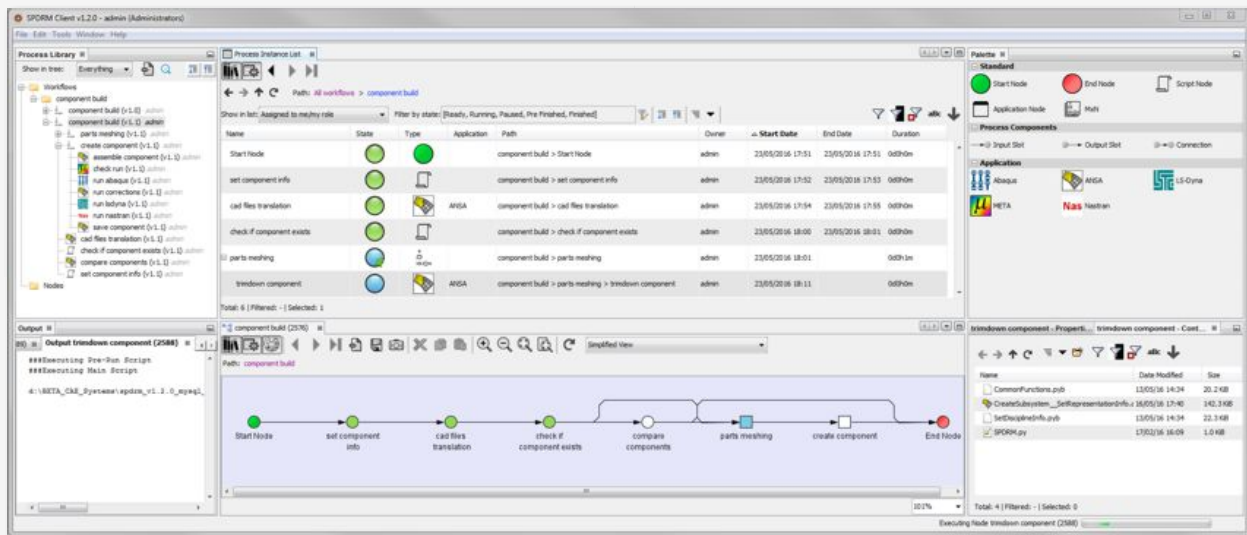 SPDRM Client v1.2.0 - admin (Administrators)
File Edit Tools Window Help
Process Library
Show in tree: Everything
Workflows
component build
component build (v1.0) admin
component build (v1.1) admin
parts meshing (v1.1) admin
create component (v1.1) admin
assemble component (v1.1) admin
check run (v1.1) admin
run abaqus (v1.1) admin
run corrections (v1.1) admin
run lsdyna (v1.1) admin
run nastran (v1.1) admin
save component (v1.1) admin
cad files translation (v1.1) admin
check if component exists (v1.1) admin
compare components (v1.1) admin
set component info (v1.1) admin
Nodes
Process Instance List
Path: All workflows > component build
Show in list: Assigned to me/my role Filter by state: [Ready, Running, Paused, Pre Finished, Finished]
Name State Type Application Path Owner Start Date End Date Duration
Start Node component build > Start Node admin 23/05/2016 17:51 23/05/2016 17:51 0d0h0m
set component info component build > set component info admin 23/05/2016 17:52 23/05/2016 17:53 0d0h0m
cad files translation ANSA component build > cad files translation admin 23/05/2016 17:54 23/05/2016 17:55 0d0h0m
check if component exists component build > check if component exists admin 23/05/2016 18:00 23/05/2016 18:01 0d0h0m
parts meshing component build > parts meshing admin 23/05/2016 18:01 0d0h1m
trimdown component ANSA component build > parts meshing > trimdown component admin 23/05/2016 18:11 0d0h0m
Total: 6 | Filtered: - | Selected: 1
Palette
Standard
Start Node End Node Script Node
Application Node MxN
Process Components
Input Slot Output Slot Connection
Application
Abaqus ANSA LS-Dyna
META Nas Nastran
Output
Output trimdown component (2588)
###Executing Pre-Run Script
###Executing Main Script
d:\BETA_CAE_Systems\spdrm_v1.2.0_mysql_
component build (2576)
Simplified View
Path: component build
Start Node
set component info
cad files translation
check if component exists
compare components
parts meshing
create component
End Node
101%
trimdown component - Properti... trimdown component - Cont...
abc
Name Date Modified Size
CommonFunctions.pyb 13/05/16 14:34 20.2 KiB
CreateSubsystem__SetRepresentationInfo.c 16/05/16 17:40 142.3 KiB
SetDisciplineInfo.pyb 13/05/16 14:34 22.3 KiB
SPDRM.py 17/02/16 16:09 1.0 KiB
Total: 4 | Filtered: - | Selected: 0
Executing Node trimdown component (2588)